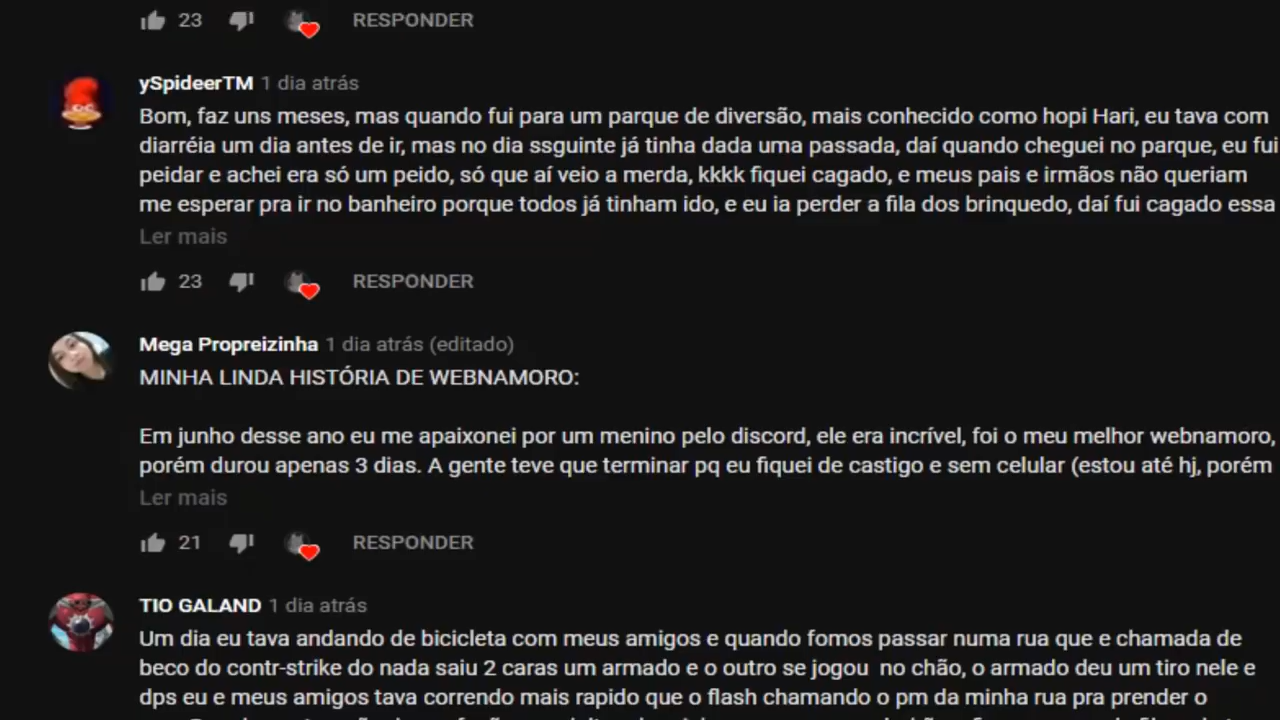 23 RESPONDER
ySpideerTM 1 dia atrás
Bom, faz uns meses, mas quando fui para um parque de diversão, mais conhecido como hopi Hari, eu tava com
diarréia um dia antes de ir, mas no dia ssguinte já tinha dada uma passada, daí quando cheguei no parque, eu fui
peidar e achei era só um peido, só que aí veio a merda, kkkk fiquei cagado, e meus pais e irmãos não queriam
me esperar pra ir no banheiro porque todos já tinham ido, e eu ia perder a fila dos brinquedo, daí fui cagado essa
Ler mais
23 RESPONDER
Mega Propreizinha 1 dia atrás (editado)
MINHA LINDA HISTÓRIA DE WEBNAMORO:
Em junho desse ano eu me apaixonei por um menino pelo discord, ele era incrível, foi o meu melhor webnamoro,
porém durou apenas 3 dias. A gente teve que terminar pq eu fiquei de castigo e sem celular (estou até hj, porém
Ler mais
21 RESPONDER
TIO GALAND 1 dia atrás
Um dia eu tava andando de bicicleta com meus amigos e quando fomos passar numa rua que e chamada de
beco do contr-strike do nada saiu 2 caras um armado e o outro se jogou no chão, o armado deu um tiro nele e
dps eu e meus amigos tava correndo mais rapido que o flash chamando o pm da minha rua pra prender o